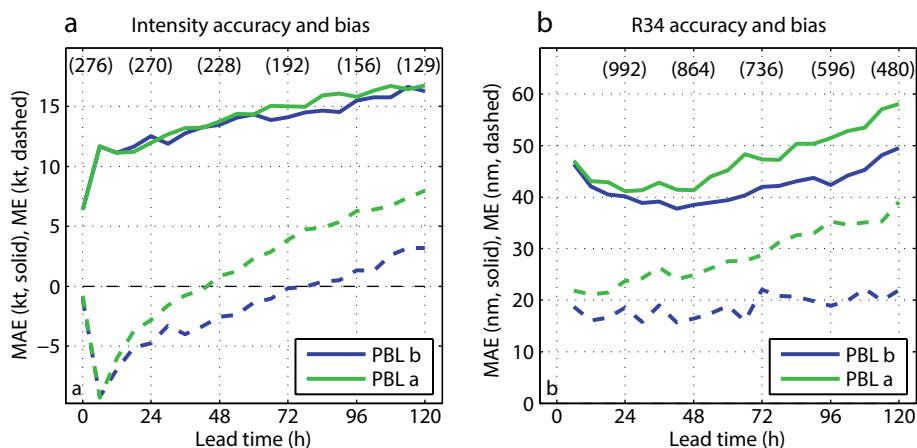 a
Intensity accuracy and bias
MAE (kt, solid), ME (kt, dashed)
(276) (270) (228) (192) (156) (129)
15
10
5
0
−5
a
PBL b
PBL a
0 24 48 72 96 120
Lead time (h)
b
R34 accuracy and bias
MAE (nm, solid), ME (nm, dashed)
(992) (864) (736) (596) (480)
60
50
40
30
20
10
0
b
PBL b
PBL a
0 24 48 72 96 120
Lead time (h)